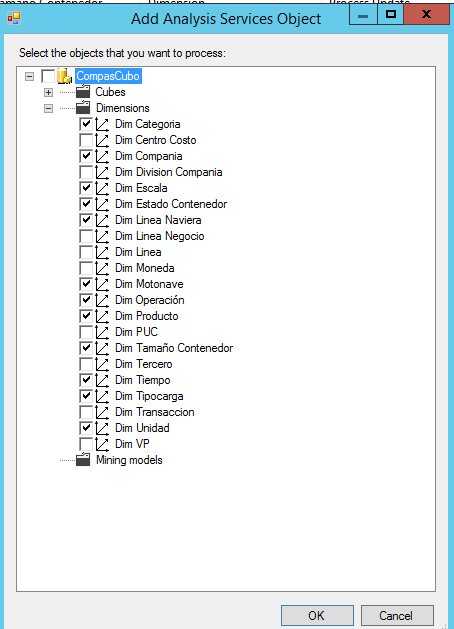 Tamaño Contenedor Dimension Process Update
Add Analysis Services Object
Select the objects that you want to process:
CompasCubo
Cubes
Dimensions
Dim Categoria
Dim Centro Costo
Dim Compania
Dim Division Compania
Dim Escala
Dim Estado Contenedor
Dim Linea Naviera
Dim Linea Negocio
Dim Linea
Dim Moneda
Dim Motonave
Dim Operación
Dim Producto
Dim PUC
Dim Tamaño Contenedor
Dim Tercero
Dim Tiempo
Dim Tipocarga
Dim Transaccion
Dim Unidad
Dim VP
Mining models
OK Cancel